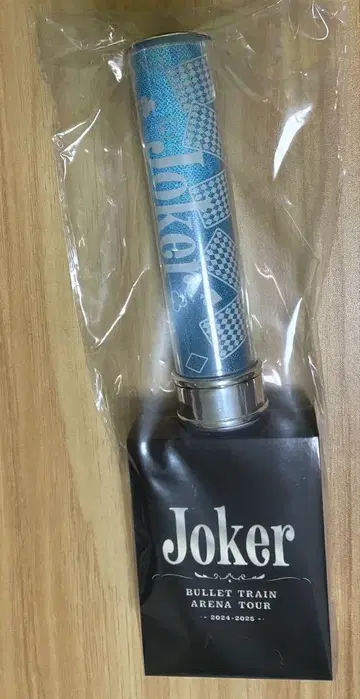 Joker
Joker
BULLET TRAIN
ARENA TOUR
- 2024-2025 -